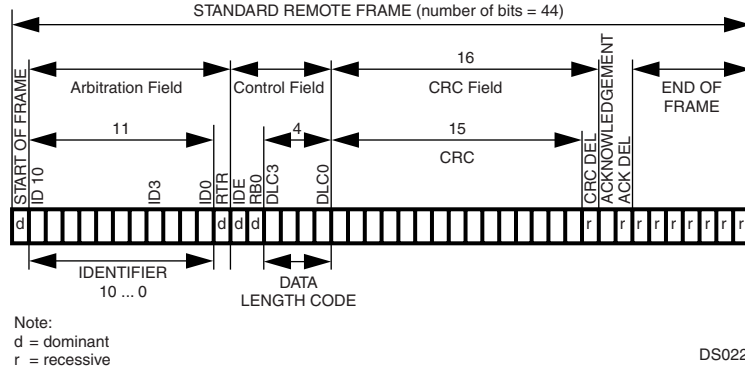 STANDARD REMOTE FRAME (number of bits = 44)
16
Arbitration Field
Control Field
CRC Field
END OF
FRAME
11
4
15
CRC
START OF FRAME
ID 10
ID3
ID0
RTR
IDE
RB0
DLC3
DLC0
CRC DEL
ACKNOWLEDGEMENT
ACK DEL
d d d d r r r r r r r r r
IDENTIFIER
10 ... 0
DATA
LENGTH CODE
Note:
d = dominant
r = recessive
DS022